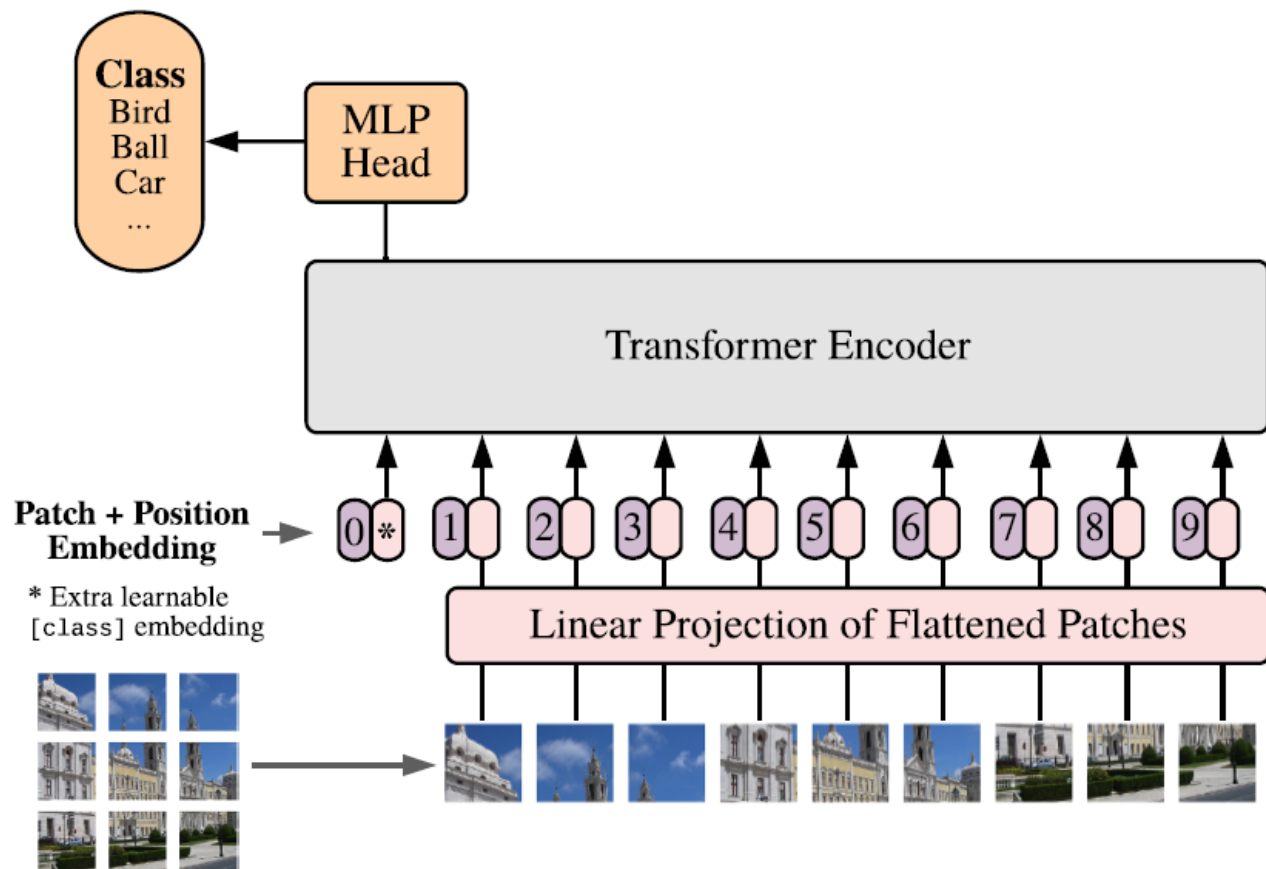 Class
Bird
Ball
Car
...
MLP
Head
Transformer Encoder
Patch + Position
Embedding
0 * 1 2 3 4 5 6 7 8 9
* Extra learnable
[class] embedding
Linear Projection of Flattened Patches